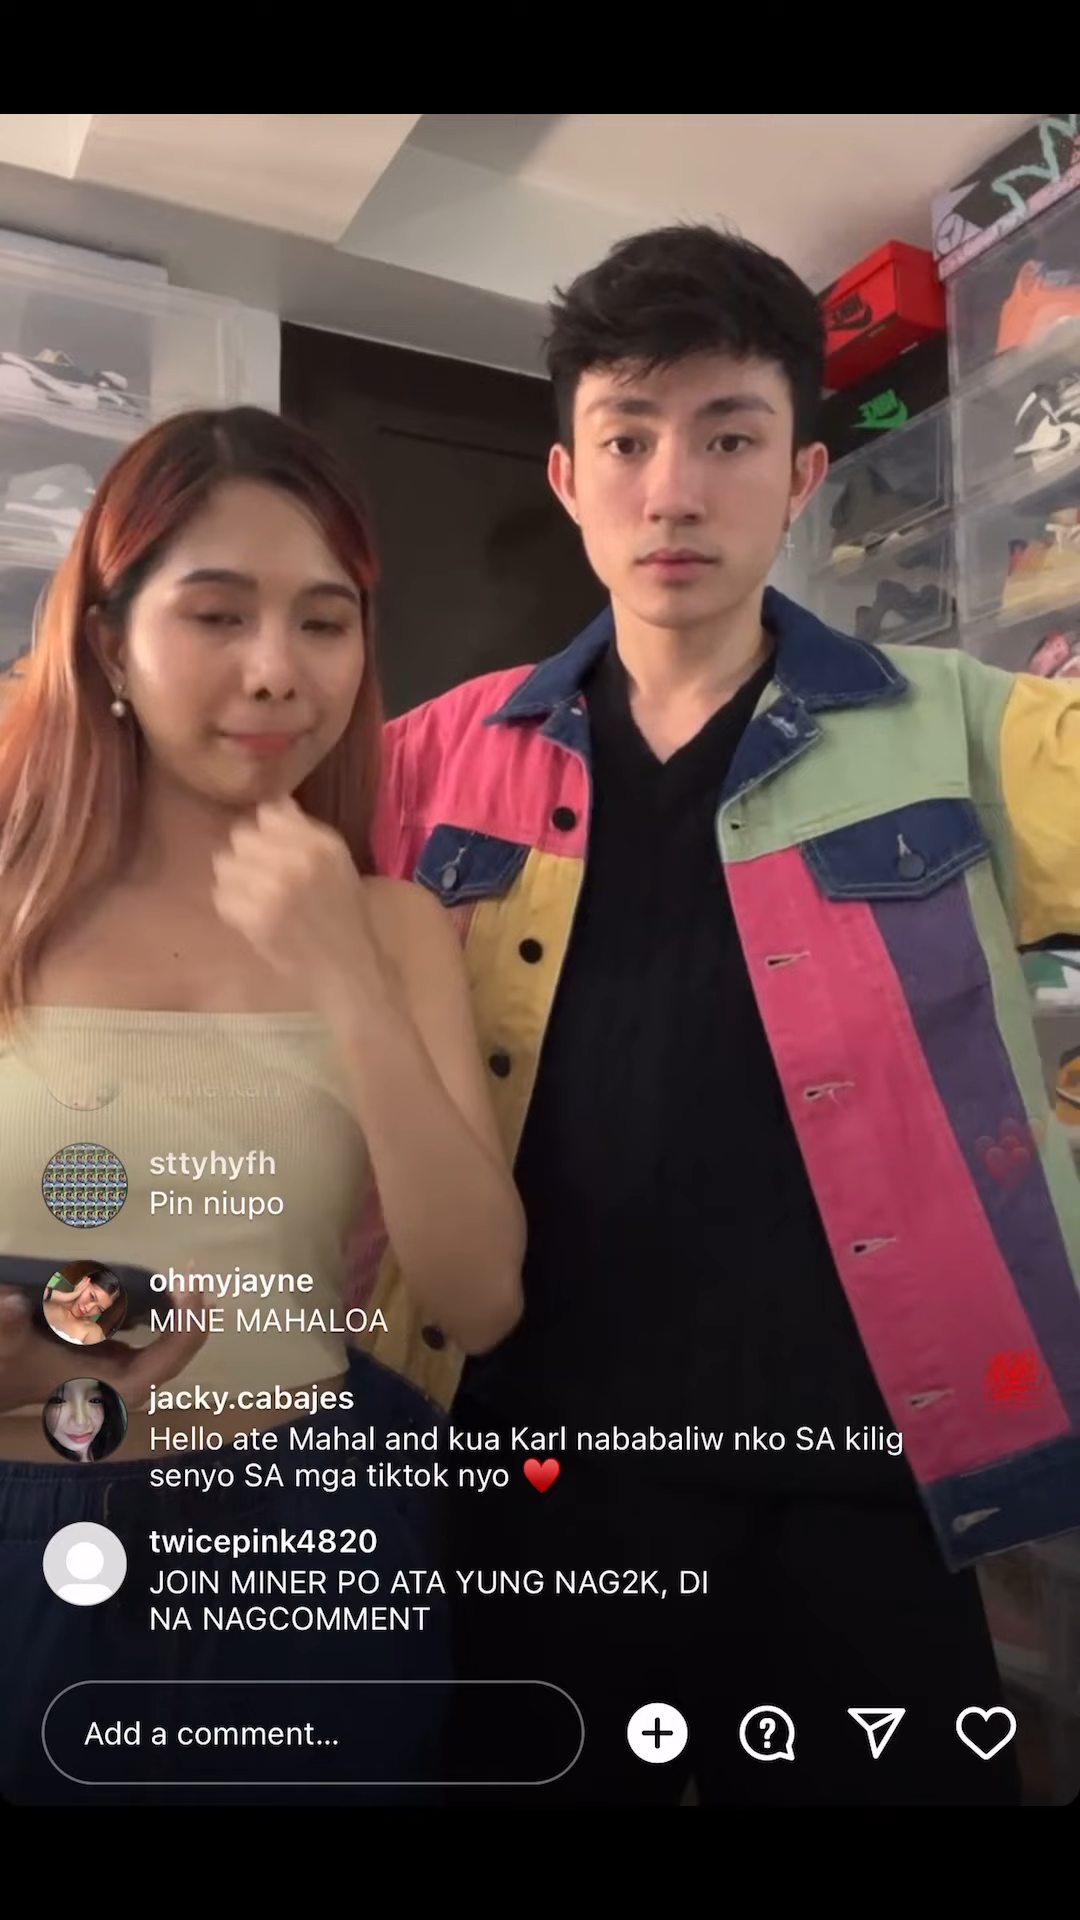 sttyhyfh
Pin niupo
ohmyjayne
MINE MAHALOA
jacky.cabajes
Hello ate Mahal and kua Karl nababaliw nko SA kilig
senyo SA mga tiktok nyo ❤️
twicepink4820
JOIN MINER PO ATA YUNG NAG2K, DI
NA NAGCOMMENT
Add a comment...